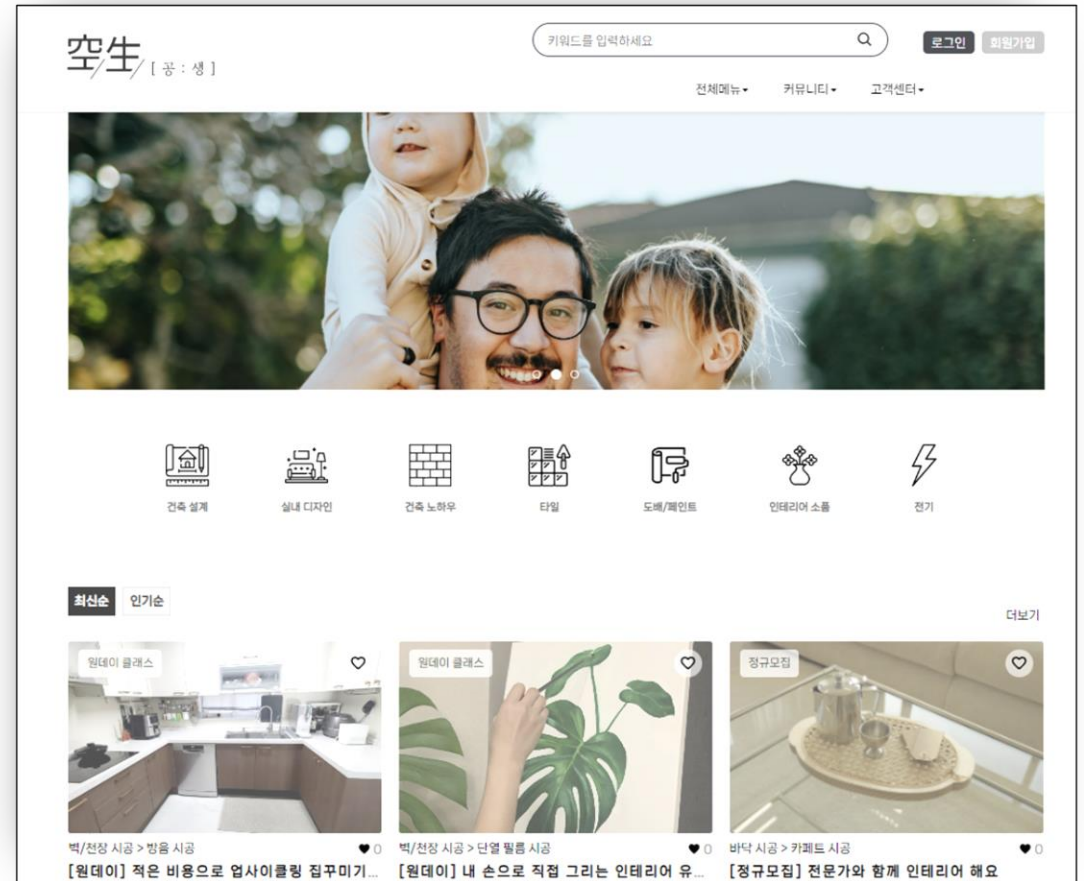 空生 [ 공 : 생 ]
키워드를 입력하세요
로그인 회원가입
전체메뉴 커뮤니티 고객센터
건축 설계 실내 디자인 건축 노하우 타일 도배/페인트 인테리어 소품 전기
최신순 인기순
더보기
원데이 클래스 원데이 클래스 정규모집
벽/천장 시공 > 방음 시공 0 벽/천장 시공 > 단열 필름 시공 0 바닥 시공 > 카페트 시공 0
[원데이] 적은 비용으로 업사이클링 집꾸미기... [원데이] 내 손으로 직접 그리는 인테리어 유... [정규모집] 전문가와 함께 인테리어 해요